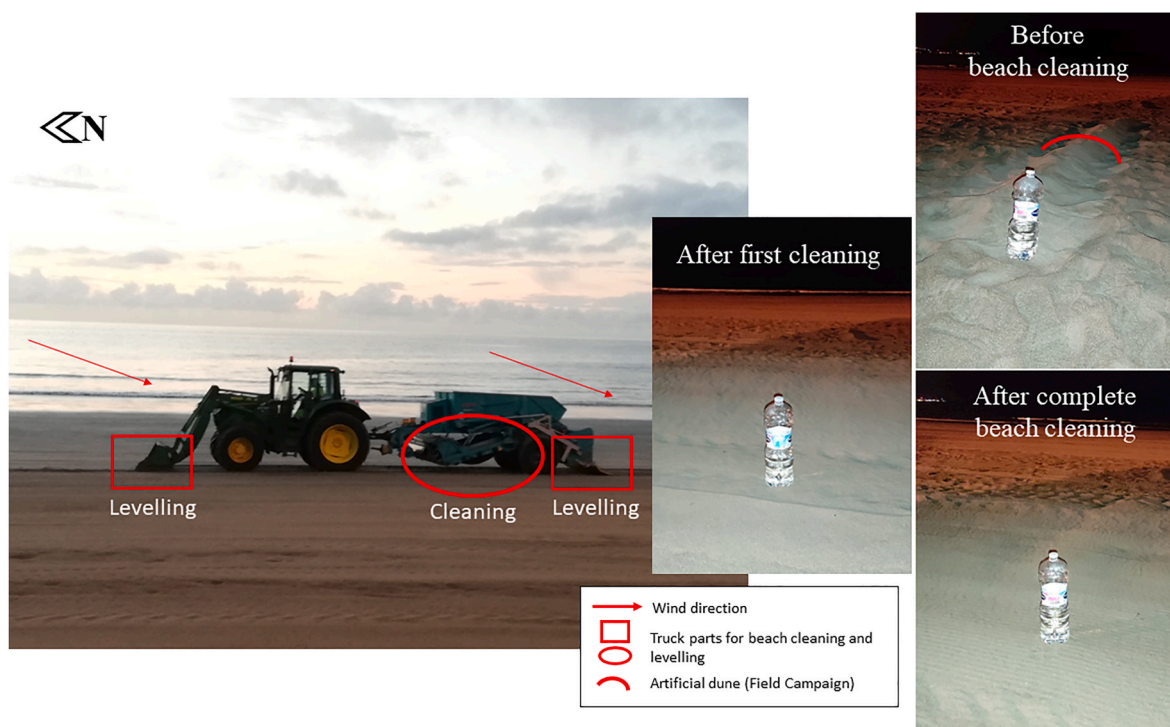 N
Levelling
Cleaning
Levelling
After first cleaning
Before
beach cleaning
After complete
beach cleaning
Wind direction
Truck parts for beach cleaning and
levelling
Artificial dune (Field Campaign)